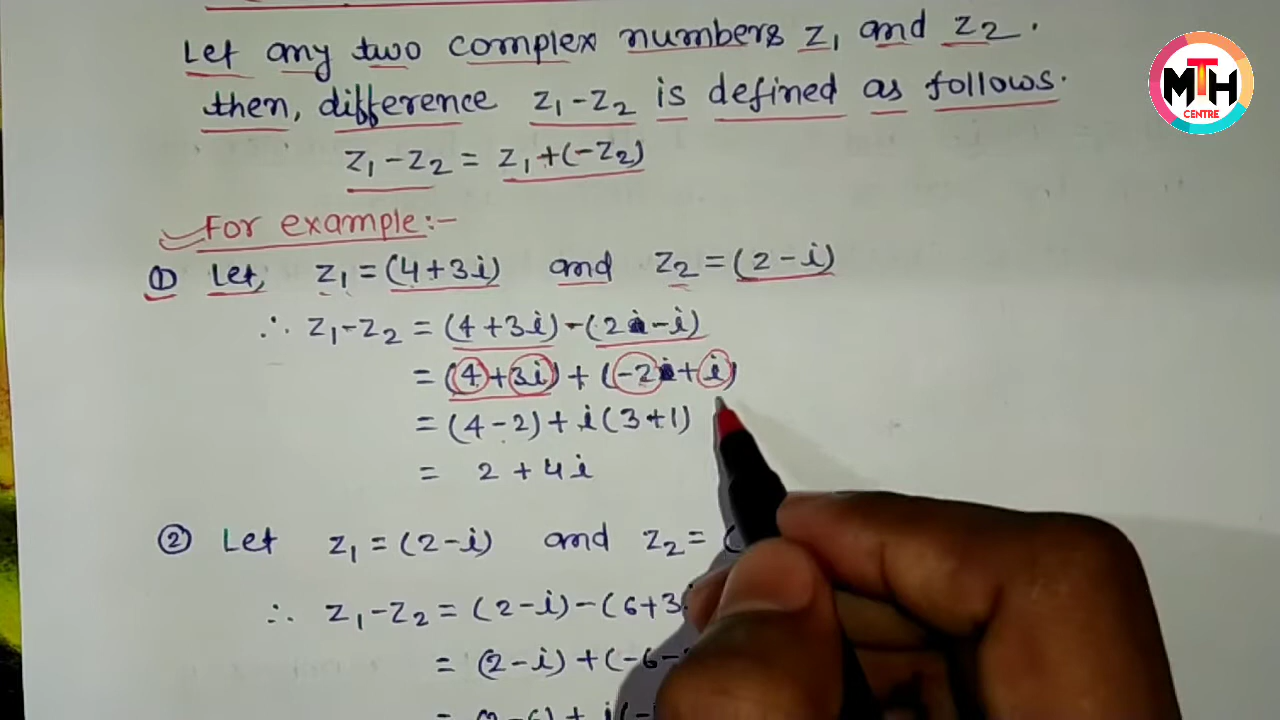 Let any two complex numbers z₁ and z₂.
then, difference z₁-z₂ is defined as follows.
z₁-z₂ = z₁+(-z₂)
For example:-
① Let, z₁ = (4+3i) and z₂ = (2-i)
∴ z₁-z₂ = (4+3i)-(2-i)
= (4+3i)+(-2+i)
= (4-2)+i(3+1)
= 2+4i
② Let z₁ = (2-i) and z₂ = (
∴ z₁-z₂ = (2-i)-(6+3i
= (2-i)+(-6-
MTH
CENTRE